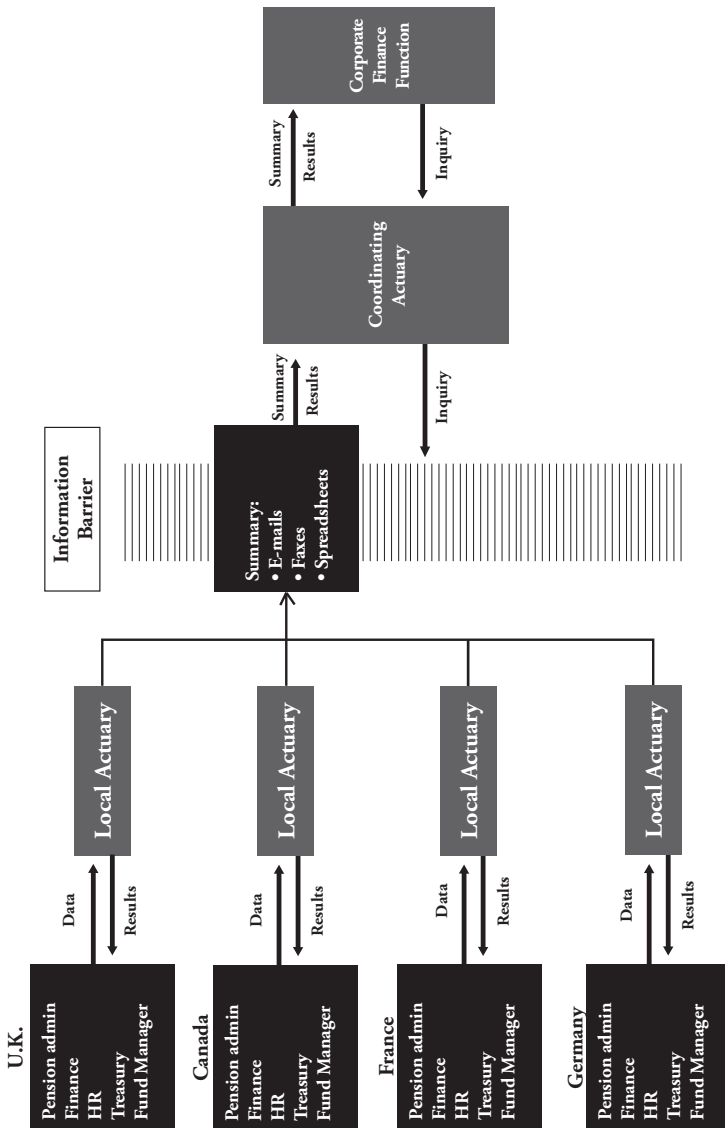 U.K.
Pension admin
Finance
HR
Treasury
Fund Manager
Data
Results
Local Actuary
Canada
Pension admin
Finance
HR
Treasury
Fund Manager
Data
Results
Local Actuary
France
Pension admin
Finance
HR
Treasury
Fund Manager
Data
Results
Local Actuary
Germany
Pension admin
Finance
HR
Treasury
Fund Manager
Data
Results
Local Actuary
Information
Barrier
Summary:
• E-mails
• Faxes
• Spreadsheets
Summary
Results
Inquiry
Coordinating
Actuary
Summary
Results
Inquiry
Corporate
Finance
Function